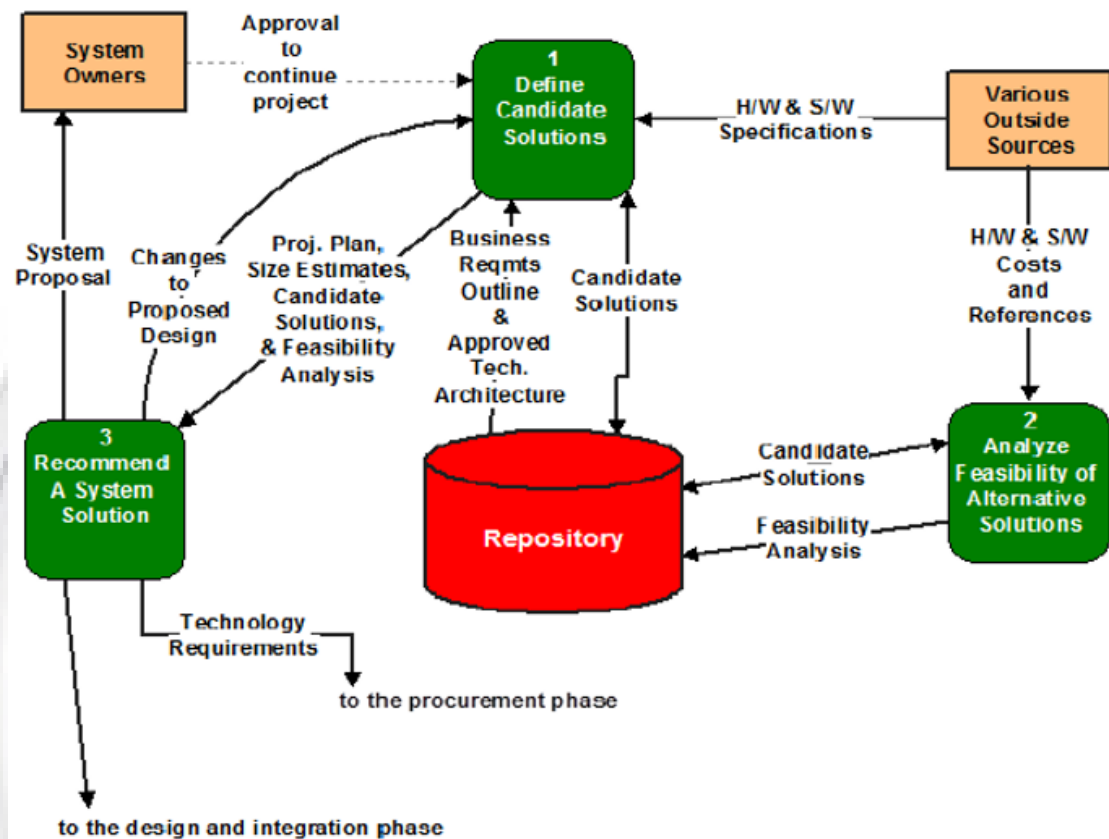 System
Owners
Approval
to
continue
project
1
Define
Candidate
Solutions
H/W & S/W
Specifications
Various
Outside
Sources
System
Proposal
Changes
to
Proposed
Design
Proj. Plan,
Size Estimates,
Candidate
Solutions,
& Feasibility
Analysis
Business
Reqmts
Outline
&
Approved
Tech.
Architecture
Candidate
Solutions
H/W & S/W
Costs
and
References
3
Recommend
A System
Solution
Repository
Candidate
Solutions
Feasibility
Analysis
2
Analyze
Feasibility of
Alternative
Solutions
Technology
Requirements
to the procurement phase
to the design and integration phase